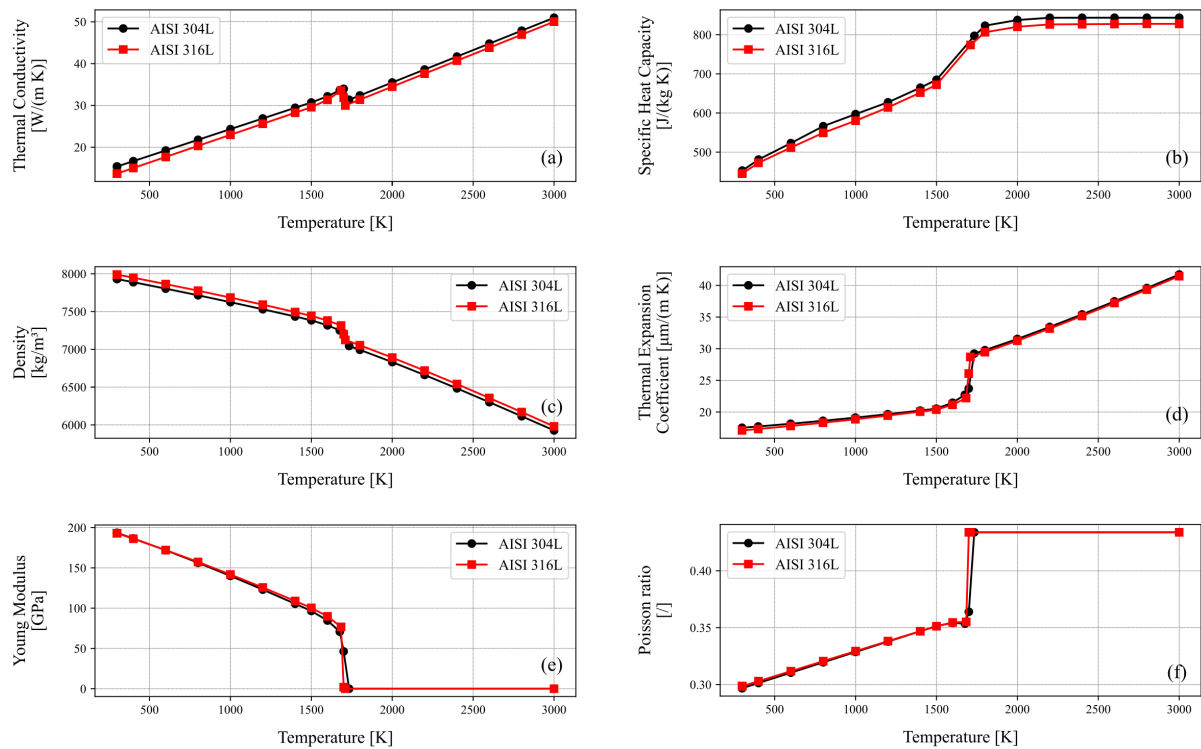 Thermal Conductivity
[W/(m K)]
50
40
30
20
AISI 304L
AISI 316L
(a)
500 1000 1500 2000 2500 3000
Temperature [K]
Specific Heat Capacity
[J/(kg K)]
800
700
600
500
AISI 304L
AISI 316L
(b)
500 1000 1500 2000 2500 3000
Temperature [K]
Density
[kg/m³]
8000
7500
7000
6500
6000
AISI 304L
AISI 316L
(c)
500 1000 1500 2000 2500 3000
Temperature [K]
Thermal Expansion
Coefficient [μm/(m K)]
40
35
30
25
20
AISI 304L
AISI 316L
(d)
500 1000 1500 2000 2500 3000
Temperature [K]
Young Modulus
[GPa]
200
150
100
50
0
AISI 304L
AISI 316L
(e)
500 1000 1500 2000 2500 3000
Temperature [K]
Poisson ratio
[/]
0.40
0.35
0.30
AISI 304L
AISI 316L
(f)
500 1000 1500 2000 2500 3000
Temperature [K]